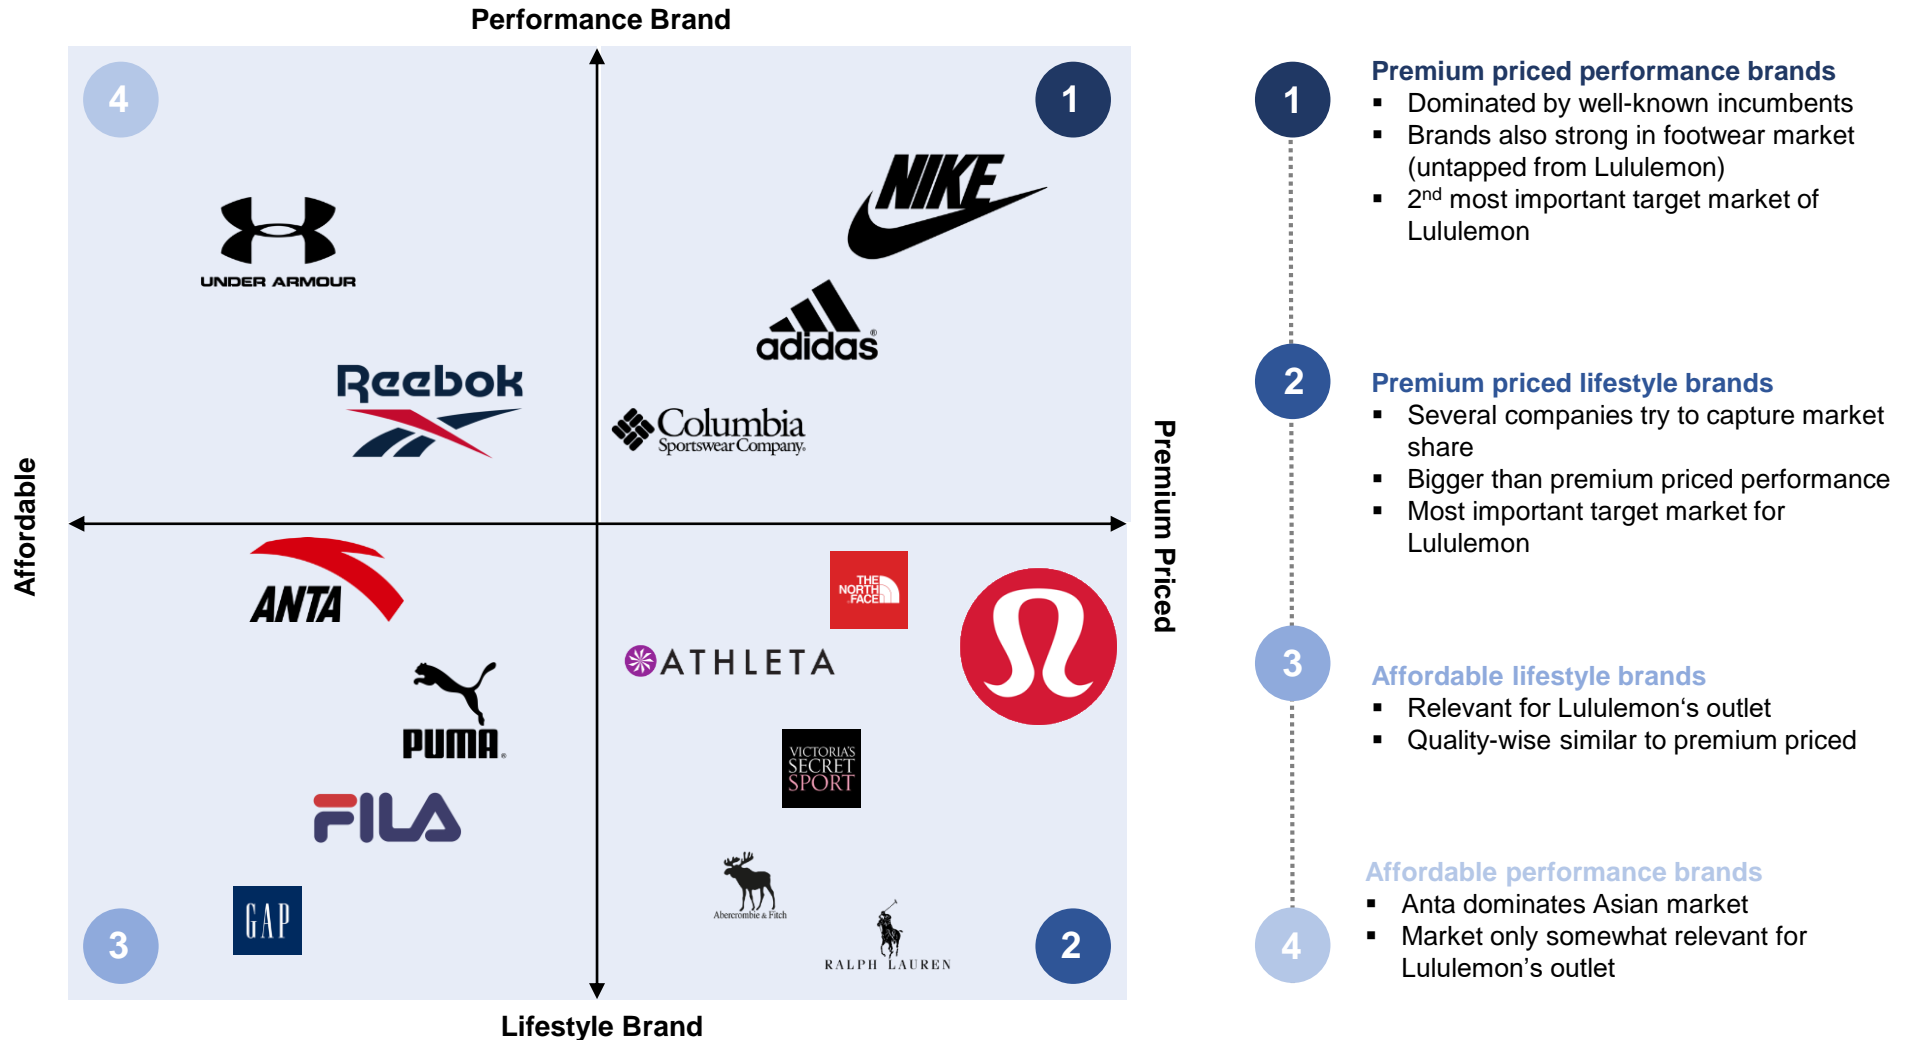 Performance Brand
4
1
NIKE
UNDER ARMOUR
adidas®
Reebok
Columbia
Sportswear Company®
Affordable
Premium Priced
ANTA
THE
NORTH
FACE
ATHLETA
PUMA®
VICTORIA'S
SECRET
SPORT
FILA
Abercrombie & Fitch
GAP
RALPH LAUREN
3
2
Lifestyle Brand
1
Premium priced performance brands
▪ Dominated by well-known incumbents
▪ Brands also strong in footwear market
(untapped from Lululemon)
▪ 2nd most important target market of
Lululemon
2
Premium priced lifestyle brands
▪ Several companies try to capture market
share
▪ Bigger than premium priced performance
▪ Most important target market for
Lululemon
3
Affordable lifestyle brands
▪ Relevant for Lululemon‘s outlet
▪ Quality-wise similar to premium priced
4
Affordable performance brands
▪ Anta dominates Asian market
▪ Market only somewhat relevant for
Lululemon’s outlet